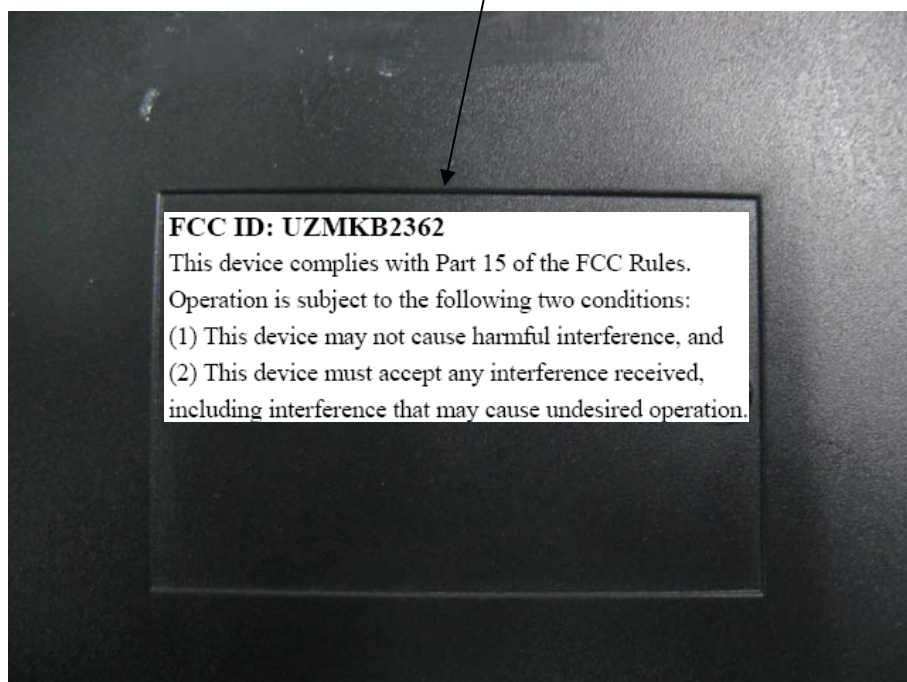 FCC ID: UZMKB2362
This device complies with Part 15 of the FCC Rules.
Operation is subject to the following two conditions:
(1) This device may not cause harmful interference, and
(2) This device must accept any interference received,
including interference that may cause undesired operation.